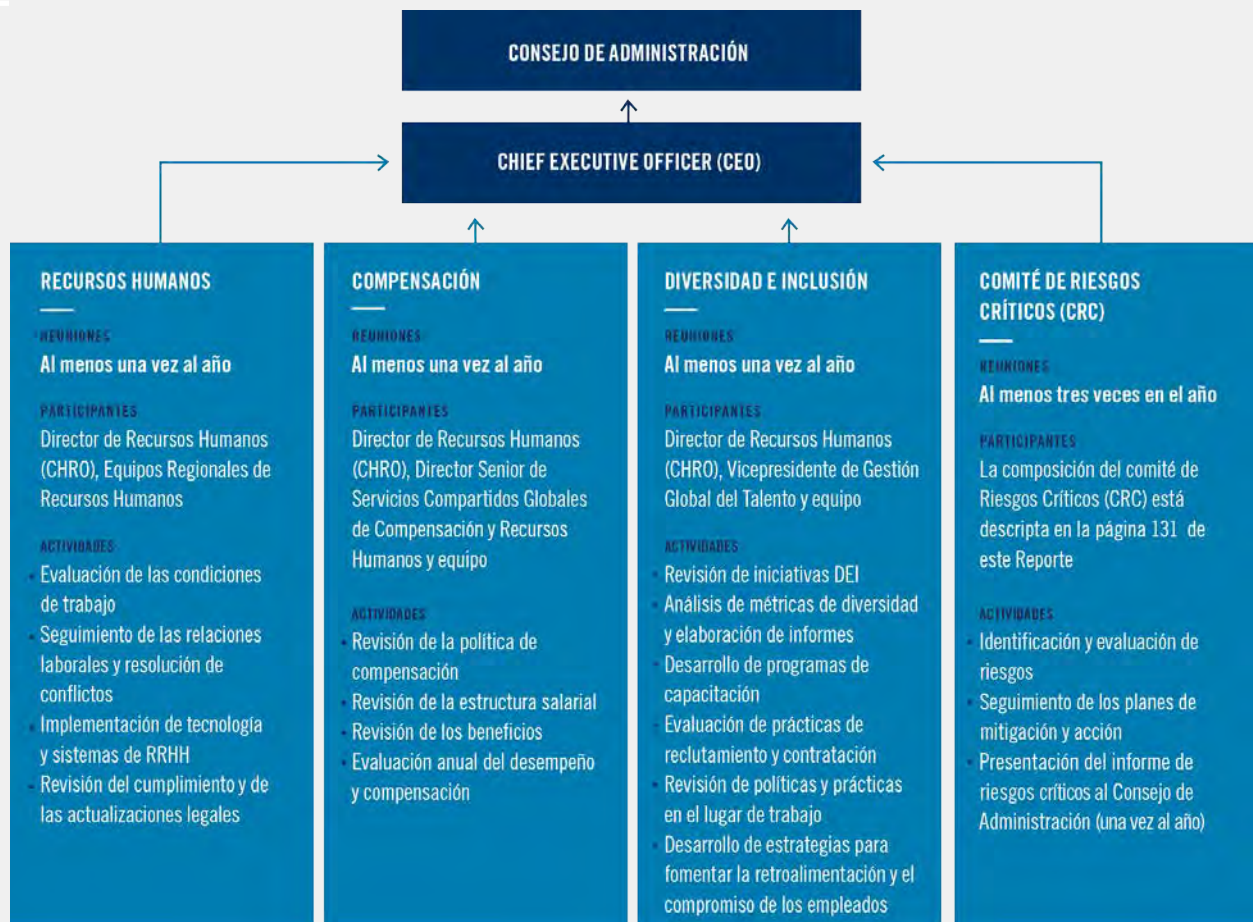 CONSEJO DE ADMINISTRACIÓN
CHIEF EXECUTIVE OFFICER (CEO)
RECURSOS HUMANOS
REUNIONES
Al menos una vez al año
PARTICIPANTES
Director de Recursos Humanos
(CHRO), Equipos Regionales de
Recursos Humanos
ACTIVIDADES
• Evaluación de las condiciones
de trabajo
• Seguimiento de las relaciones
laborales y resolución de
conflictos
• Implementación de tecnología
y sistemas de RRHH
• Revisión del cumplimiento y de
las actualizaciones legales
COMPENSACIÓN
REUNIONES
Al menos una vez al año
PARTICIPANTES
Director de Recursos Humanos
(CHRO), Director Senior de
Servicios Compartidos Globales
de Compensación y Recursos
Humanos y equipo
ACTIVIDADES
• Revisión de la política de
compensación
• Revisión de la estructura salarial
• Revisión de los beneficios
• Evaluación anual del desempeño
y compensación
DIVERSIDAD E INCLUSIÓN
REUNIONES
Al menos una vez al año
PARTICIPANTES
Director de Recursos Humanos
(CHRO), Vicepresidente de Gestión
Global del Talento y equipo
ACTIVIDADES
• Revisión de iniciativas DEI
• Análisis de métricas de diversidad
y elaboración de informes
• Desarrollo de programas de
capacitación
• Evaluación de prácticas de
reclutamiento y contratación
• Revisión de políticas y prácticas
en el lugar de trabajo
• Desarrollo de estrategias para
fomentar la retroalimentación y el
compromiso de los empleados
COMITÉ DE RIESGOS
CRÍTICOS (CRC)
REUNIONES
Al menos tres veces en el año
PARTICIPANTES
La composición del comité de
Riesgos Críticos (CRC) está
descripta en la página 131 de
este Reporte
ACTIVIDADES
• Identificación y evaluación de
riesgos
• Seguimiento de los planes de
mitigación y acción
• Presentación del informe de
riesgos críticos al Consejo de
Administración (una vez al año)